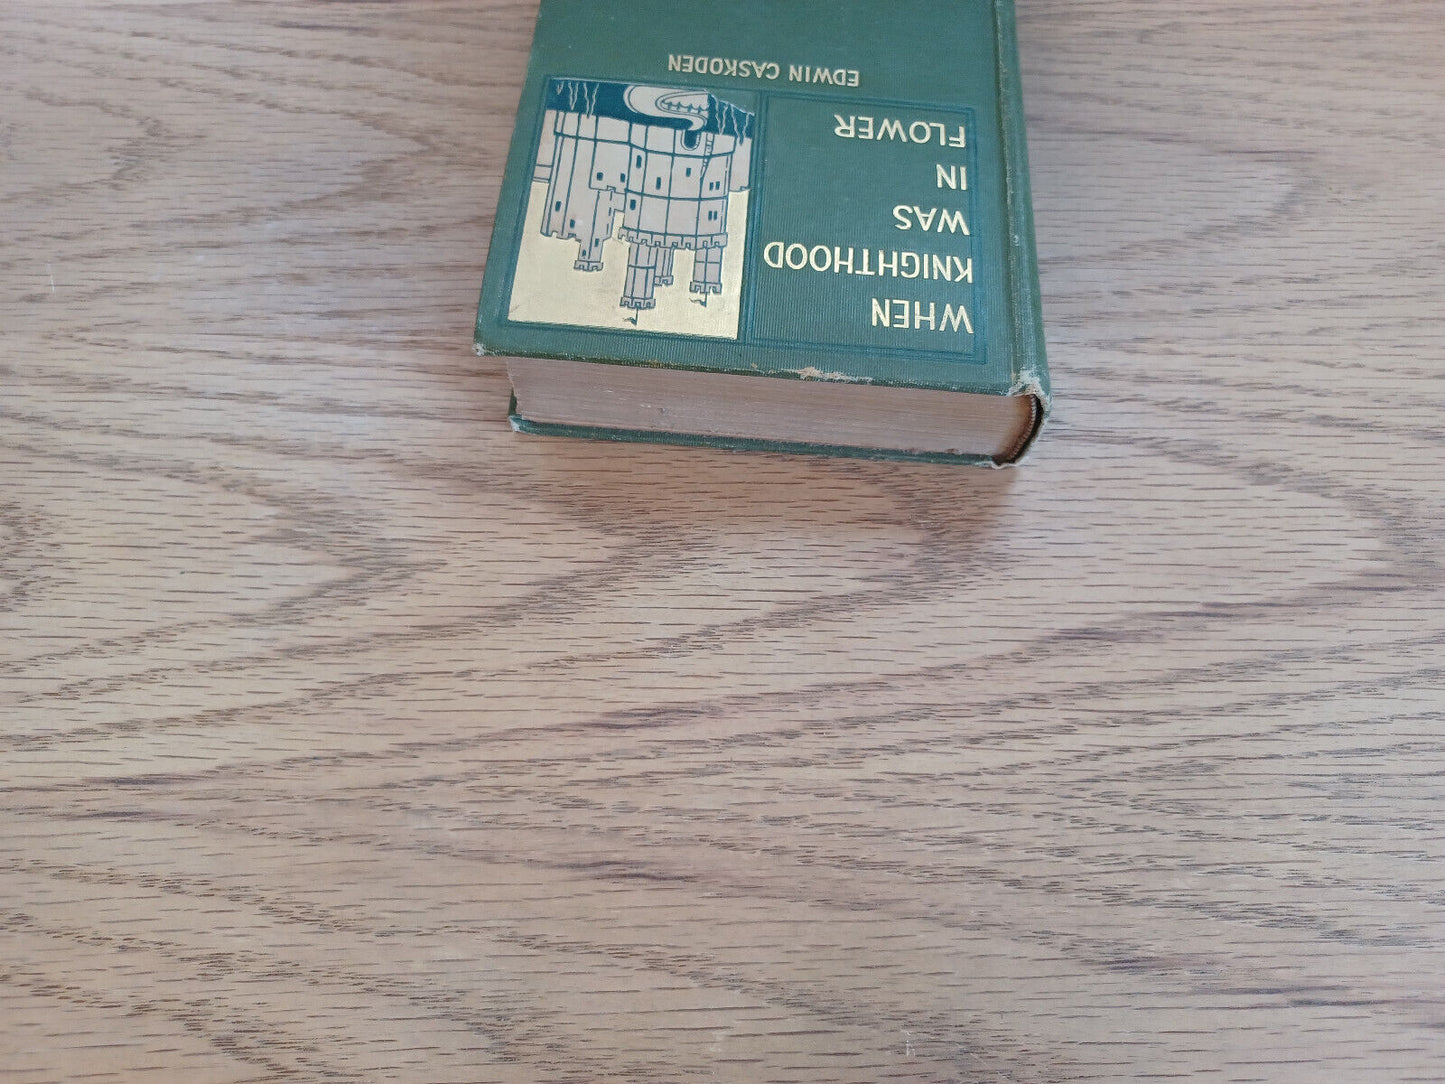 WHEN
KNIGHTHOOD
WAS
IN
FLOWER
EDWIN CASKODEN